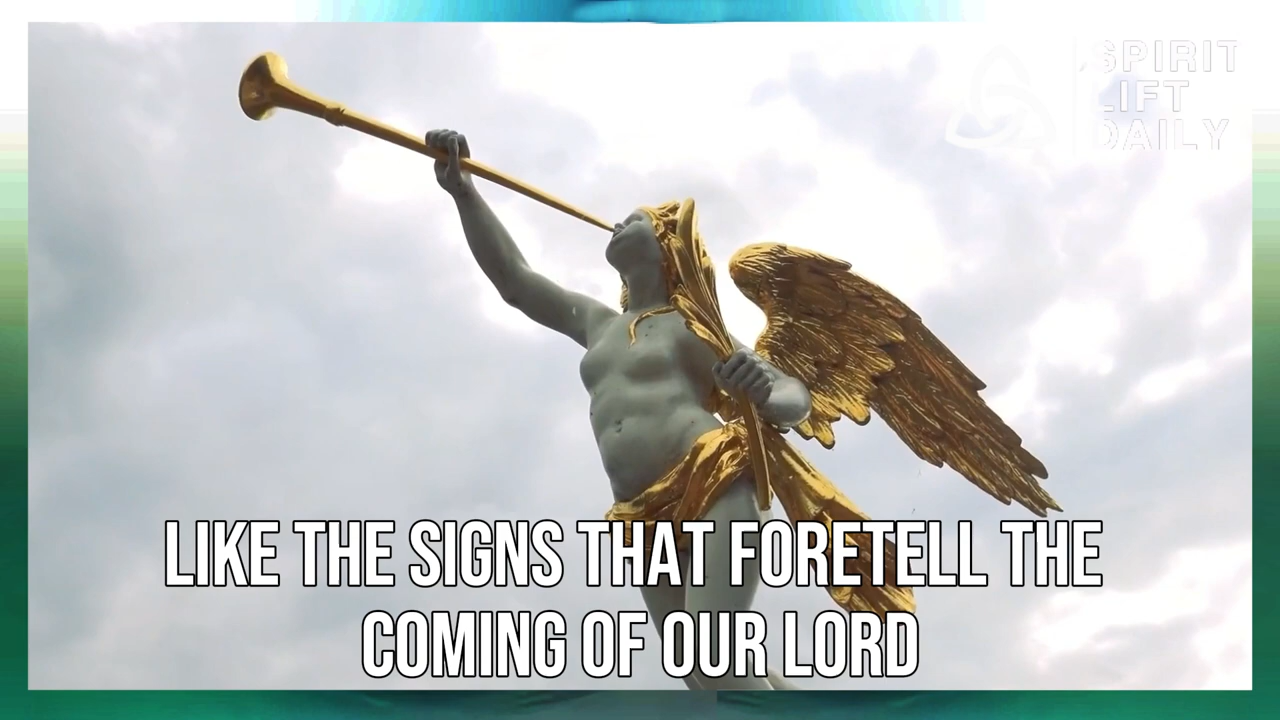 SPIRIT
LIFT
DAILY
LIKE THE SIGNS THAT FORETELL THE
COMING OF OUR LORD